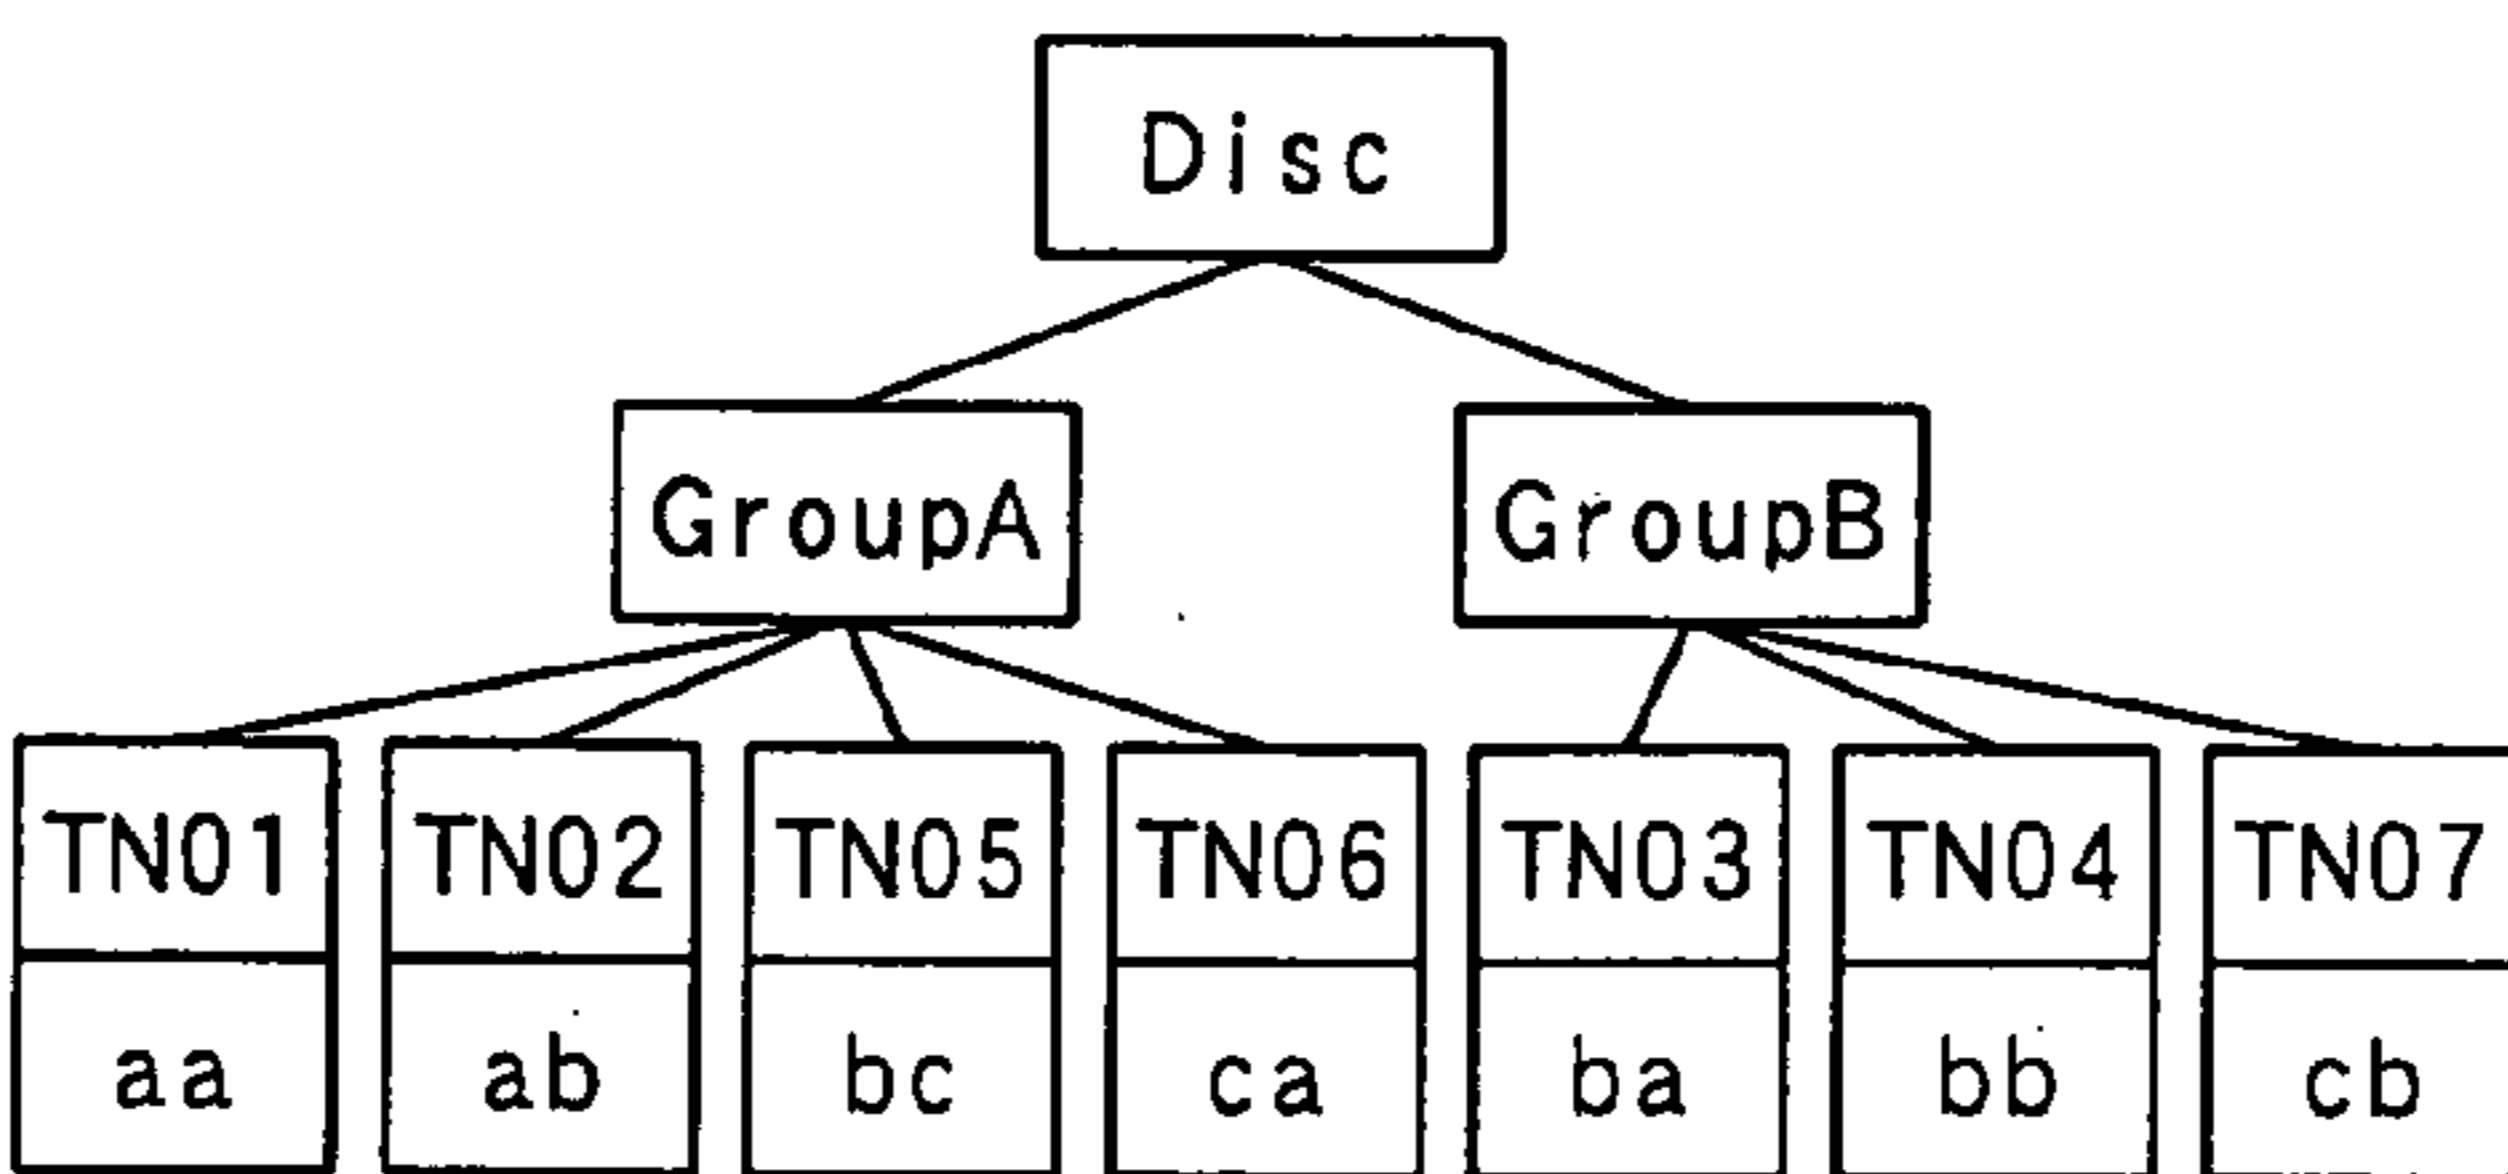 Disc
GroupA GroupB
TN01 TN02 TN05 TN06 TN03 TN04 TN07
aa ab bc ca ba bb cb